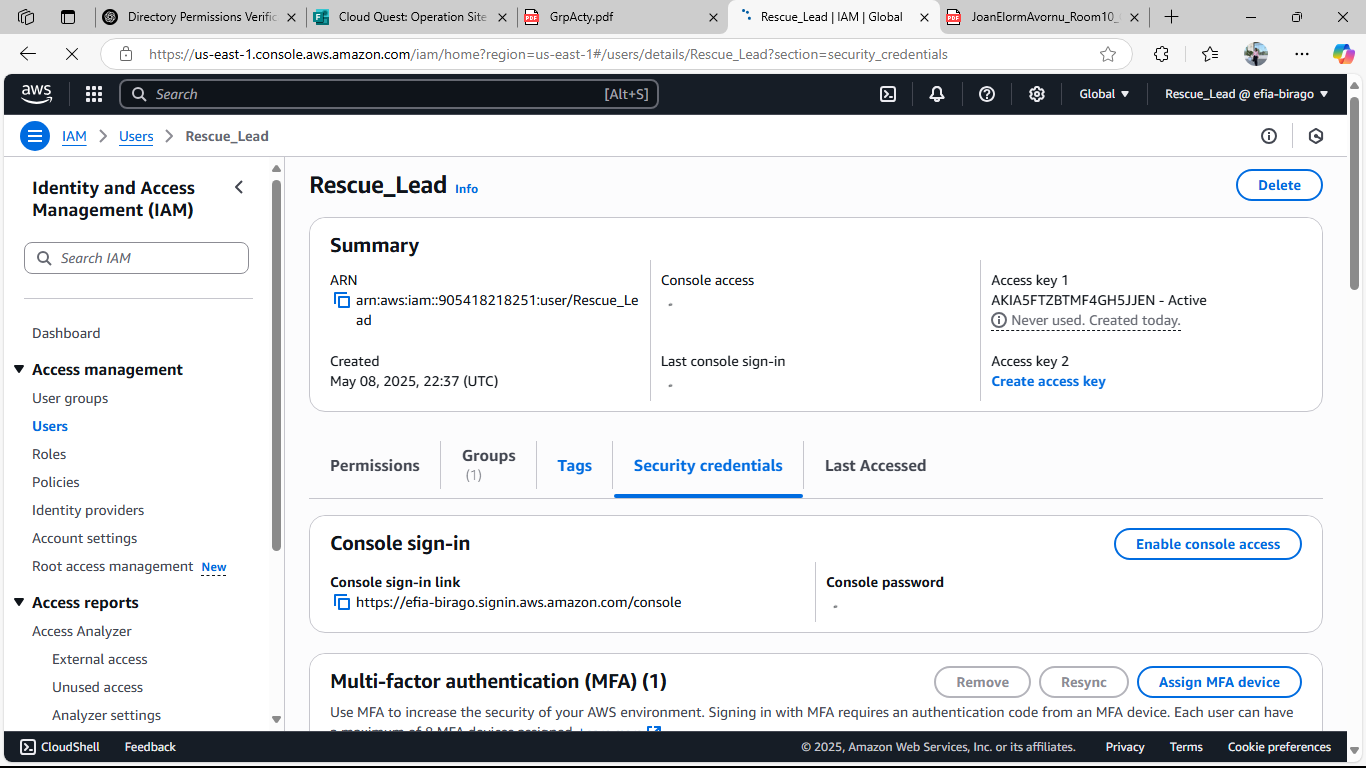 Directory Permissions Verific
Cloud Quest: Operation Site
GrpActy.pdf
Rescue_Lead | IAM | Global
JoanElormAvornu_Room10_
https://us-east-1.console.aws.amazon.com/iam/home?region=us-east-1#/users/details/Rescue_Lead?section=security_credentials
aws
Search
[Alt+S]
Global
Rescue_Lead @ efia-birago
IAM
Users
Rescue_Lead
Identity and Access
Management (IAM)
Search IAM
Dashboard
Access management
User groups
Users
Roles
Policies
Identity providers
Account settings
Root access management New
Access reports
Access Analyzer
External access
Unused access
Analyzer settings
Rescue_Lead Info
Delete
Summary
ARN
arn:aws:iam::905418218251:user/Rescue_Le
ad
Created
May 08, 2025, 22:37 (UTC)
Console access
-
Last console sign-in
-
Access key 1
AKIA5FTZBTMF4GH5JJEN - Active
Never used. Created today.
Access key 2
Create access key
Permissions
Groups
(1)
Tags
Security credentials
Last Accessed
Console sign-in
Enable console access
Console sign-in link
https://efia-birago.signin.aws.amazon.com/console
Console password
-
Multi-factor authentication (MFA) (1)
Remove
Resync
Assign MFA device
Use MFA to increase the security of your AWS environment. Signing in with MFA requires an authentication code from an MFA device. Each user can have
CloudShell
Feedback
© 2025, Amazon Web Services, Inc. or its affiliates.
Privacy
Terms
Cookie preferences